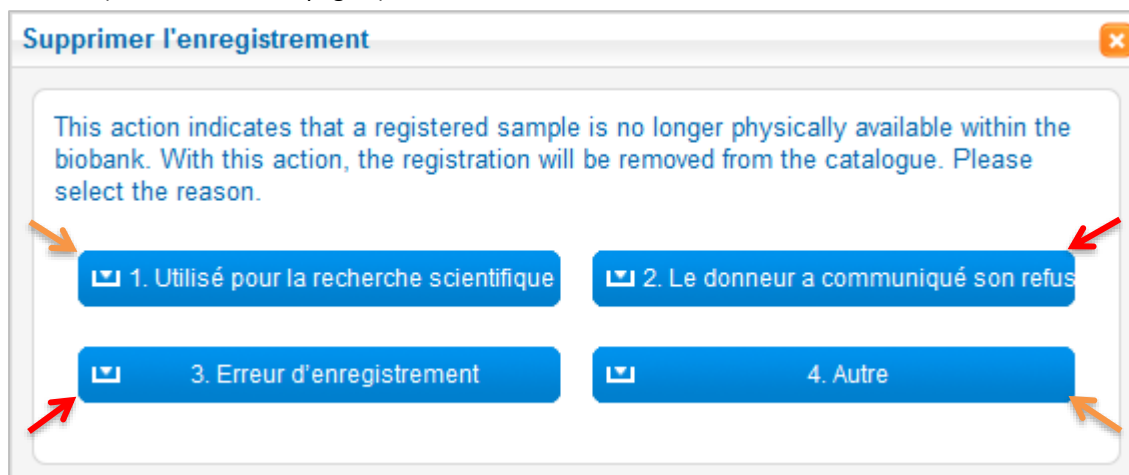 Supprimer l'enregistrement
This action indicates that a registered sample is no longer physically available within the
biobank. With this action, the registration will be removed from the catalogue. Please
select the reason.
1. Utilisé pour la recherche scientifique
2. Le donneur a communiqué son refus
3. Erreur d’enregistrement
4. Autre